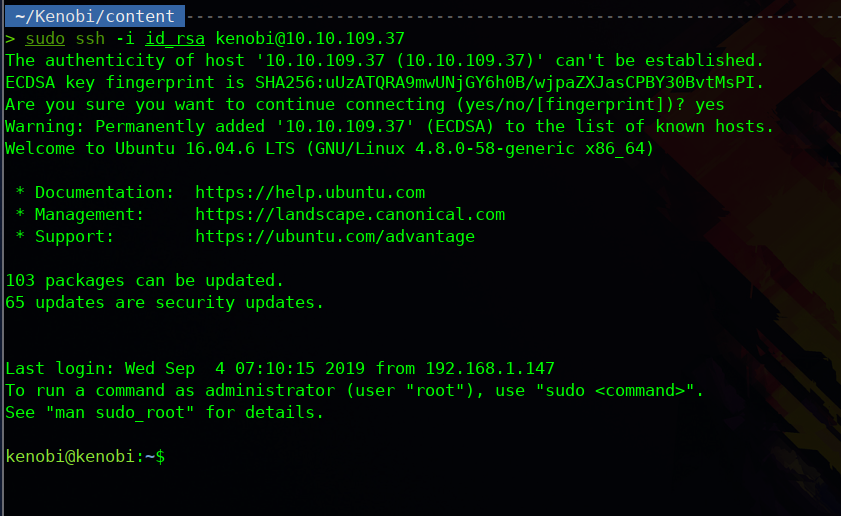 ~/Kenobi/content
> sudo ssh -i id_rsa kenobi@10.10.109.37
The authenticity of host '10.10.109.37 (10.10.109.37)' can't be established.
ECDSA key fingerprint is SHA256:uUzATQRA9mwUNjGY6h0B/wjpaZXJasCPBY30BvtMsPI.
Are you sure you want to continue connecting (yes/no/[fingerprint])? yes
Warning: Permanently added '10.10.109.37' (ECDSA) to the list of known hosts.
Welcome to Ubuntu 16.04.6 LTS (GNU/Linux 4.8.0-58-generic x86_64)
* Documentation:  https://help.ubuntu.com
* Management:     https://landscape.canonical.com
* Support:        https://ubuntu.com/advantage
103 packages can be updated.
65 updates are security updates.
Last login: Wed Sep  4 07:10:15 2019 from 192.168.1.147
To run a command as administrator (user "root"), use "sudo <command>".
See "man sudo_root" for details.
kenobi@kenobi:~$